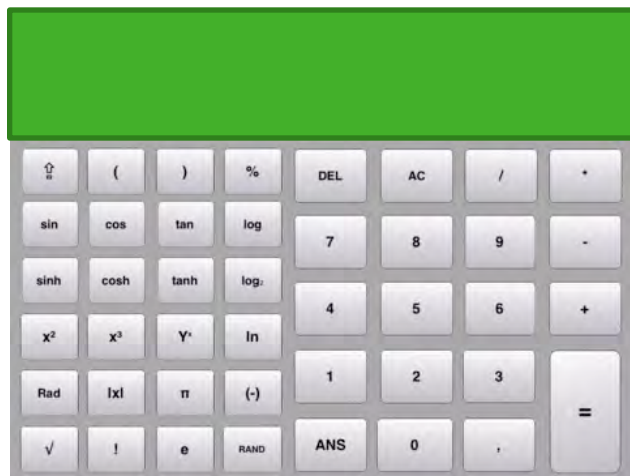 ⇧ ( ) % DEL AC / *
sin cos tan log 7 8 9 -
sinh cosh tanh log₂ 4 5 6 +
x² x³ Yˣ ln
Rad |x| π (-) 1 2 3 =
√ ! e RAND ANS 0 ,